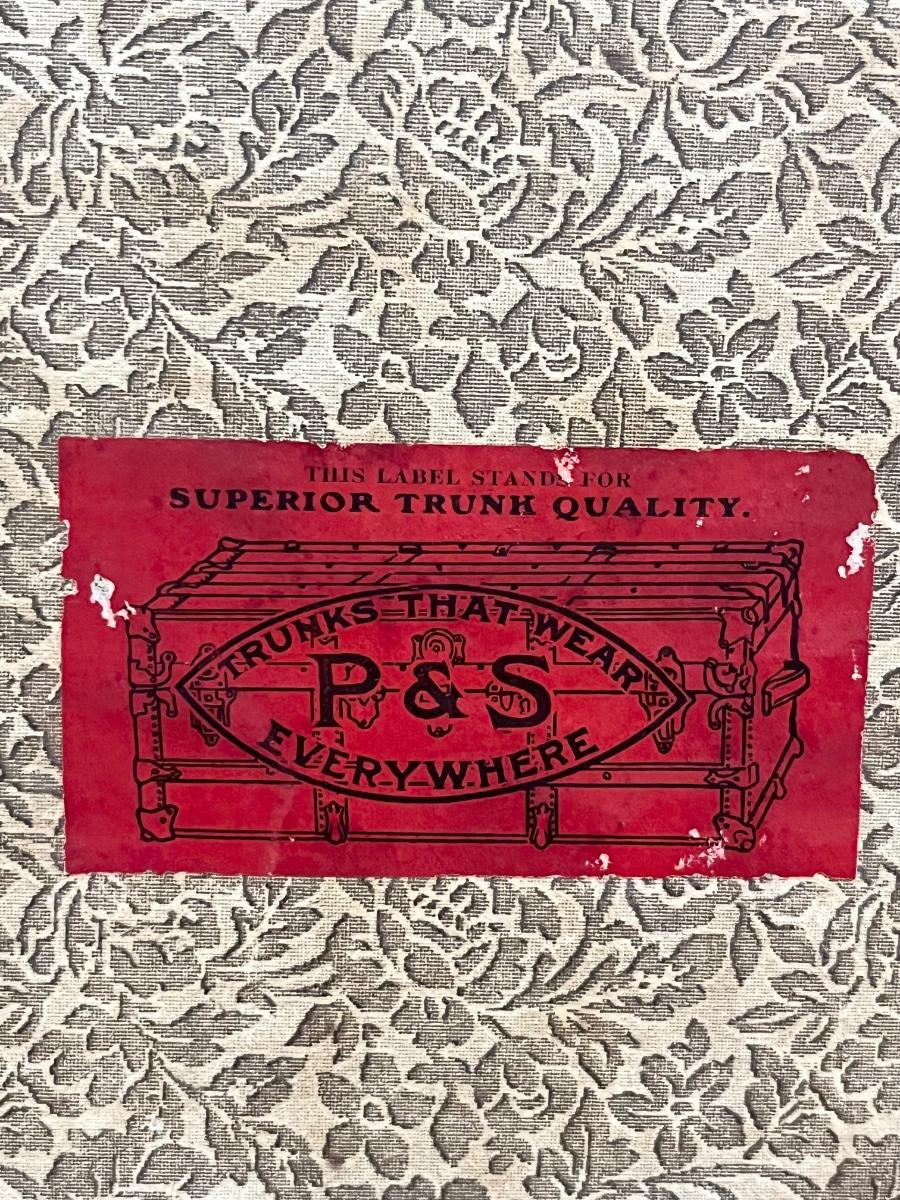 THIS LABEL STANDS FOR
SUPERIOR TRUNK QUALITY.
TRUNKS THAT WEAR
P & S
EVERYWHERE